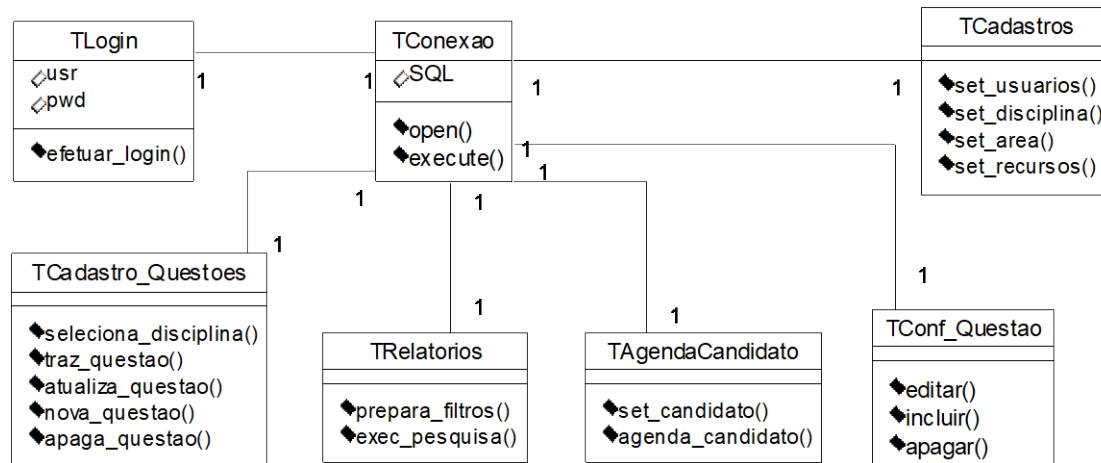 TLogin
usr
pwd
efetuar_login()
1
1
TConexao
SQL
open()
execute()
1
1
TCadastros
set_usuarios()
set_disciplina()
set_area()
set_recursos()
1
1
TCadastro_Questoes
seleciona_disciplina()
traz_questao()
atualiza_questao()
nova_questao()
apaga_questao()
1
1
TRelatorios
prepara_filtros()
exec_pesquisa()
1
1
TAgendaCandidato
set_candidato()
agenda_candidato()
1
1
TConf_Questao
editar()
incluir()
apagar()